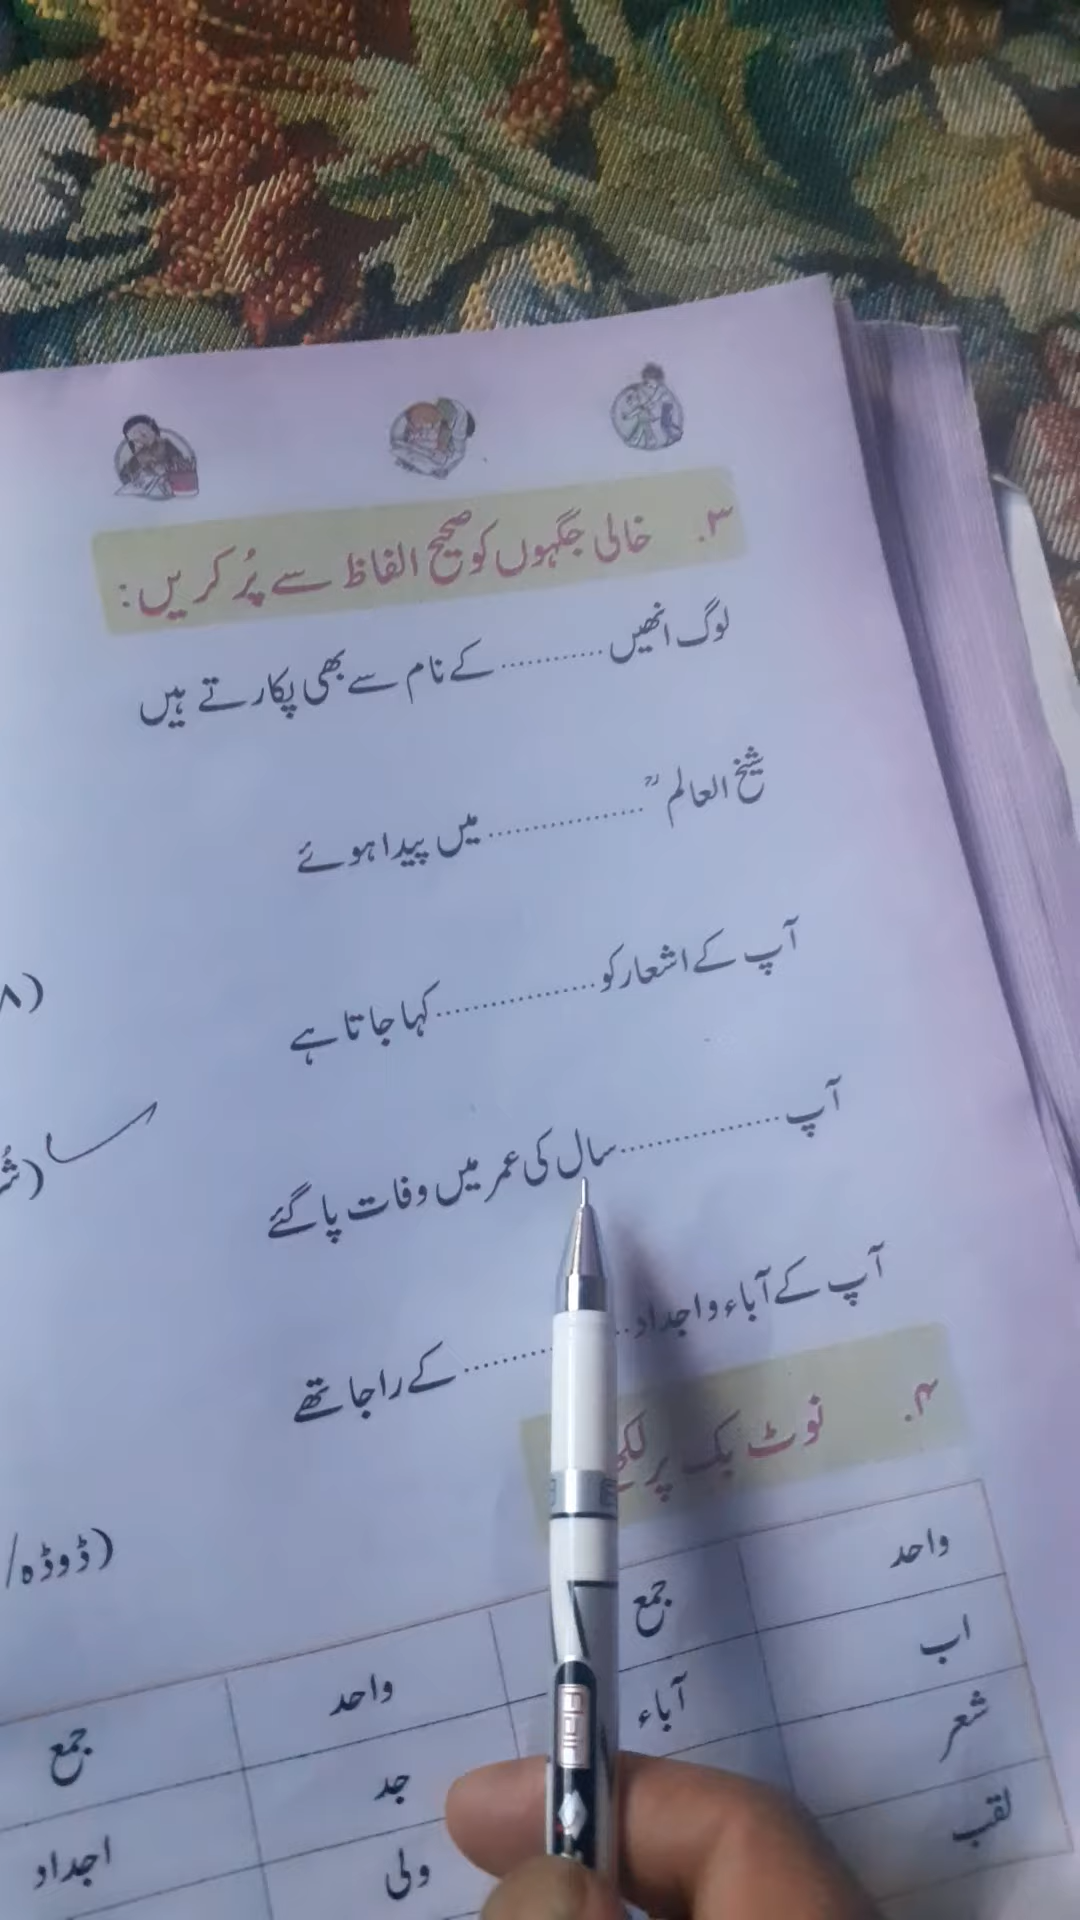 ۳. خالی جگہوں کو صحیح الفاظ سے پُر کریں:
لوگ انھیں ............ کے نام سے بھی پکارتے ہیں
شیخ العالمؒ .................. میں پیدا ہوئے
آپ کے اشعار کو .................. کہا جاتا ہے
(۸
آپ .................. سال کی عمر میں وفات پا گئے
آپ کے آباء و اجداد .................. کے راجا تھے
(ڈوڈہ/
۴. نوٹ بک پر
واحد جمع واحد جمع
اب آباء جد اجداد
شعر ولی
لقب